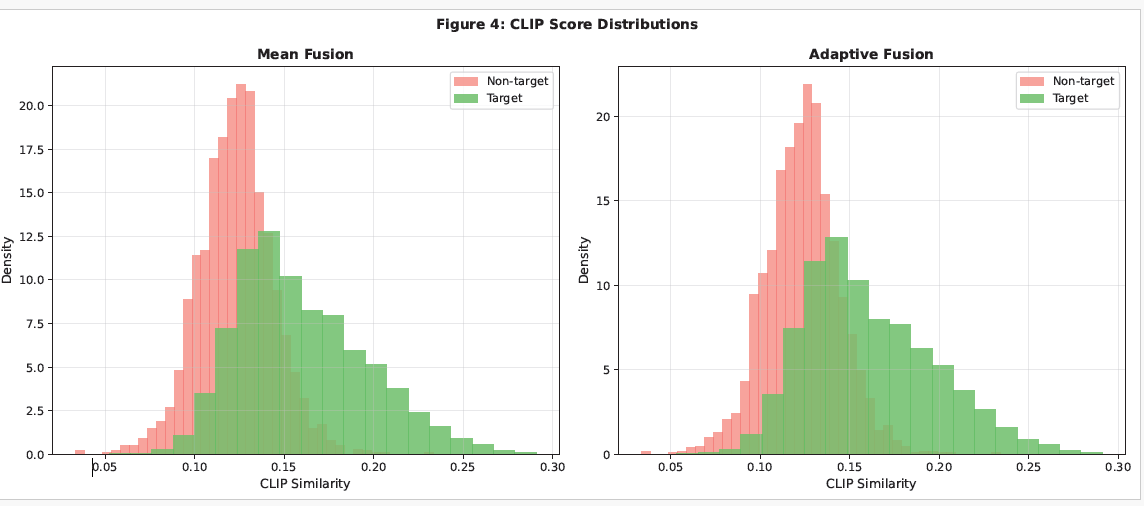 Figure 4: CLIP Score Distributions
Mean Fusion
Non-target
Target
20.0
17.5
15.0
12.5
10.0
7.5
5.0
2.5
0.0
Density
0.05 0.10 0.15 0.20 0.25 0.30
CLIP Similarity
Adaptive Fusion
Non-target
Target
20
15
10
5
0
Density
0.05 0.10 0.15 0.20 0.25 0.30
CLIP Similarity